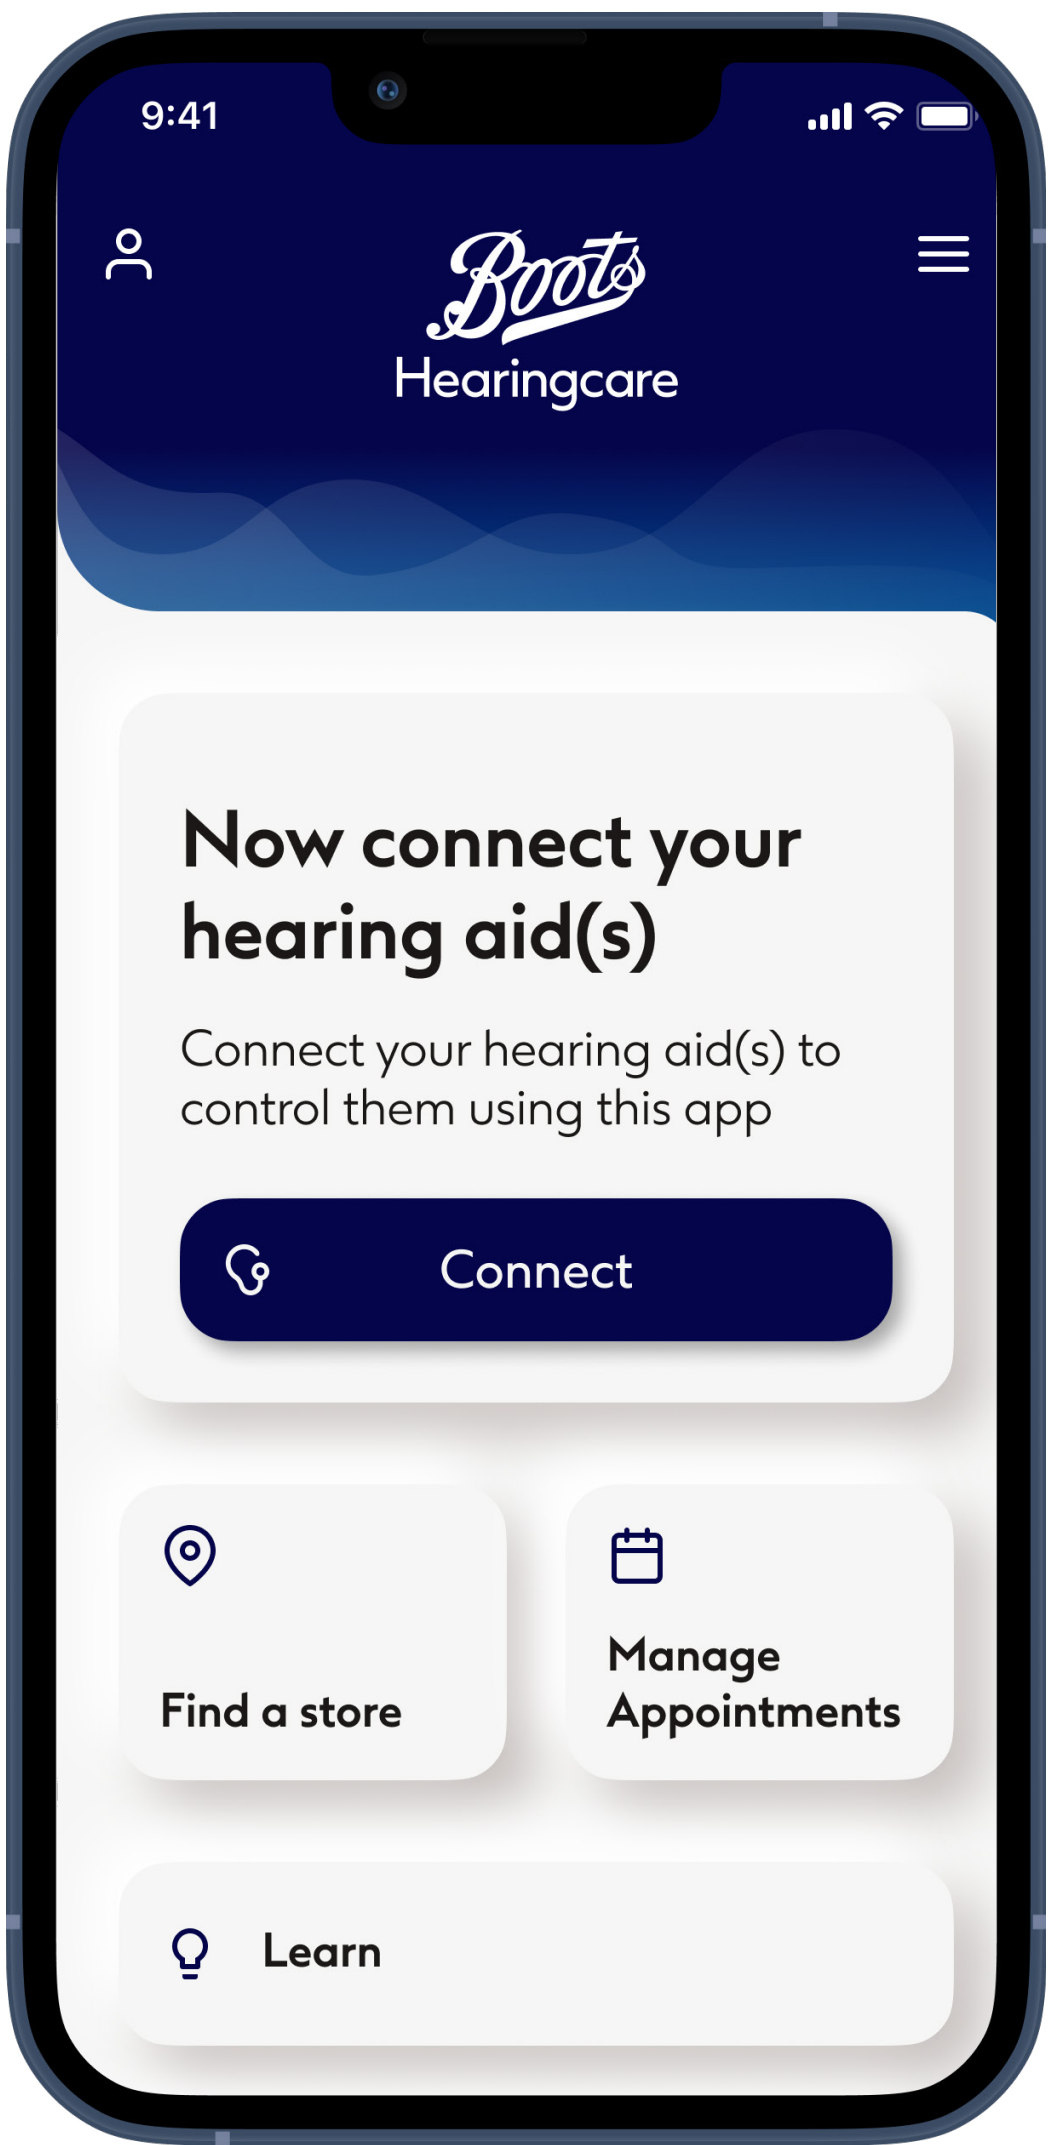 9:41
Boots
Hearingcare
Now connect your
hearing aid(s)
Connect your hearing aid(s) to
control them using this app
Connect
Find a store
Manage
Appointments
Learn